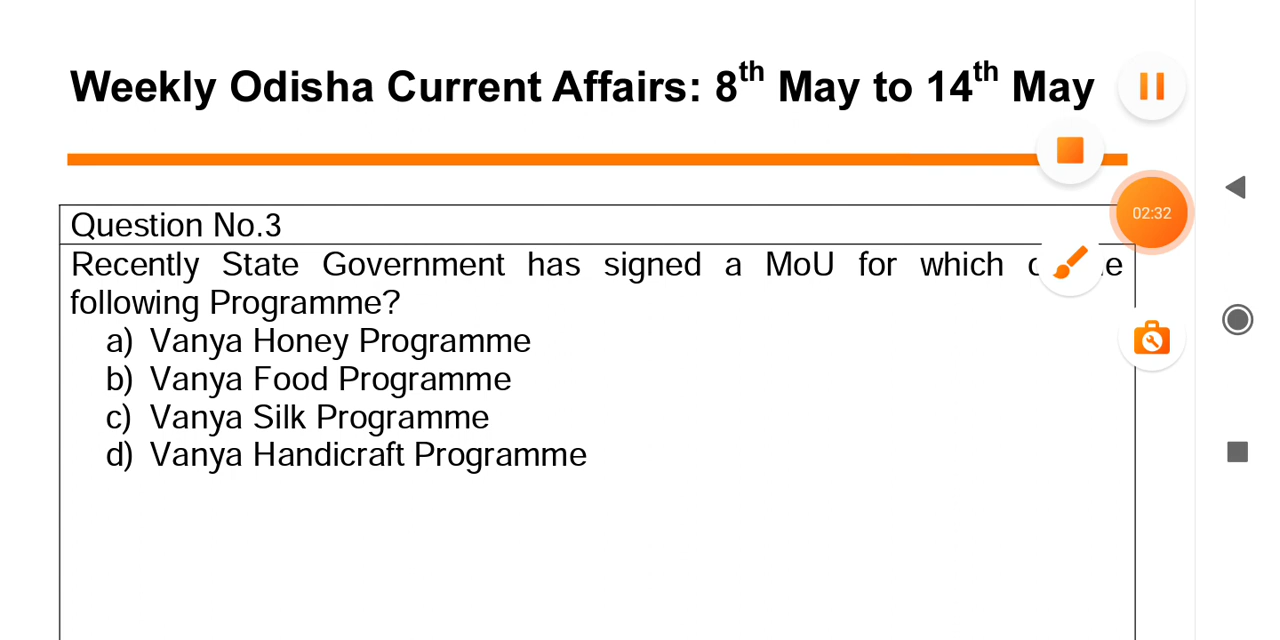 Weekly Odisha Current Affairs: 8th May to 14th May
02:32
Question No.3
Recently State Government has signed a MoU for which
following Programme?
a) Vanya Honey Programme
b) Vanya Food Programme
c) Vanya Silk Programme
d) Vanya Handicraft Programme